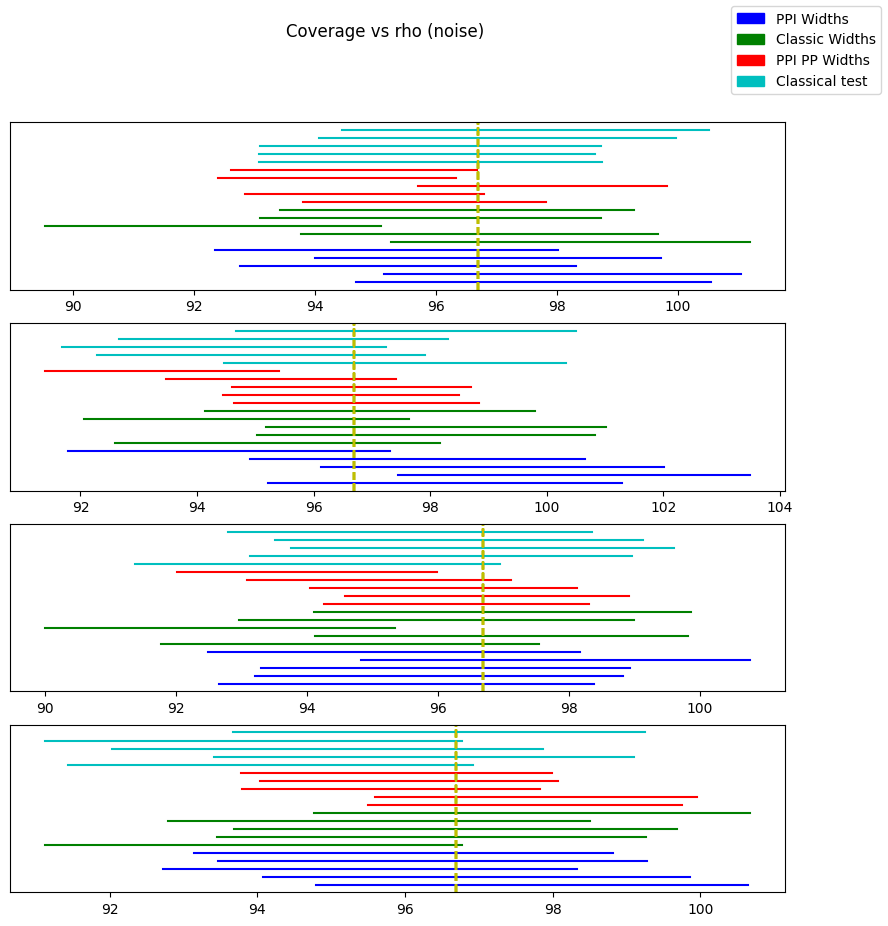 Coverage vs rho (noise)
PPI Widths
Classic Widths
PPI PP Widths
Classical test
90 92 94 96 98 100
92 94 96 98 100 102 104
90 92 94 96 98 100
92 94 96 98 100